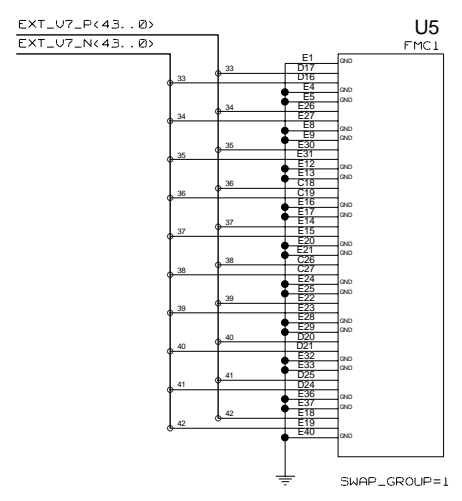 EXT_V7_P<43..0>
EXT_V7_N<43..0>
U5
FMC1
E1 GND
33 D17
33 D16
E4 GND
E5 GND
34 E26
34 E27
E8 GND
E9 GND
35 E30
35 E31
E12 GND
E13 GND
36 C18
36 C19
E16 GND
E17 GND
37 E14
37 E15
E20 GND
E21 GND
38 C26
38 C27
E24 GND
E25 GND
39 E22
39 E23
E28 GND
E29 GND
40 D20
40 D21
E32 GND
E33 GND
41 D25
41 D24
E36 GND
E37 GND
42 E18
42 E19
E40 GND
SWAP_GROUP=1